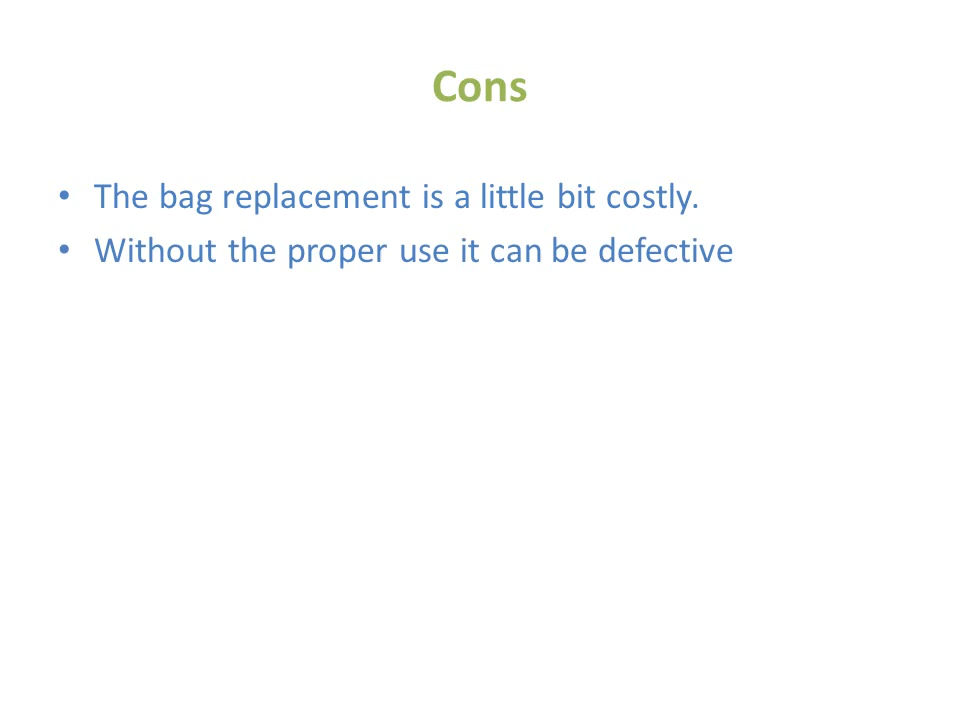 Cons
• The bag replacement is a little bit costly.
• Without the proper use it can be defective